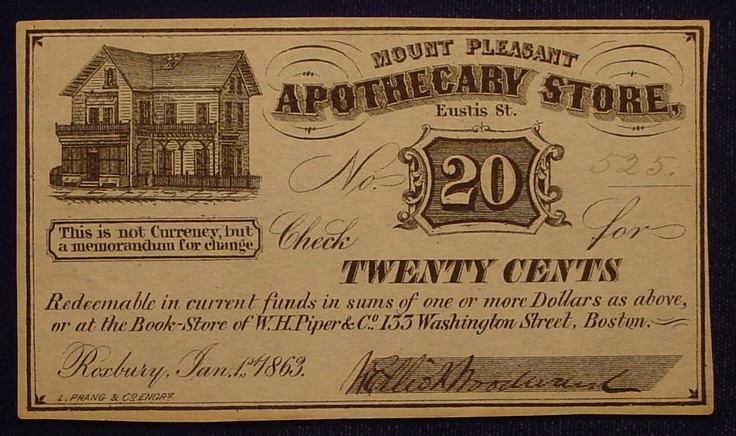 MOUNT PLEASANT
APOTHECARY STORE,
Eustis St.
No. 20 525.
This is not Currency, but
a memorandum for change
Check for
TWENTY CENTS
Redeemable in current funds in sums of one or more Dollars as above,
or at the Book-Store of W. H. Piper & Co. 133 Washington Street, Boston.
Roxbury, Jan. 1st 1863.
Woodward
L. PRANG & CO ENGRS.